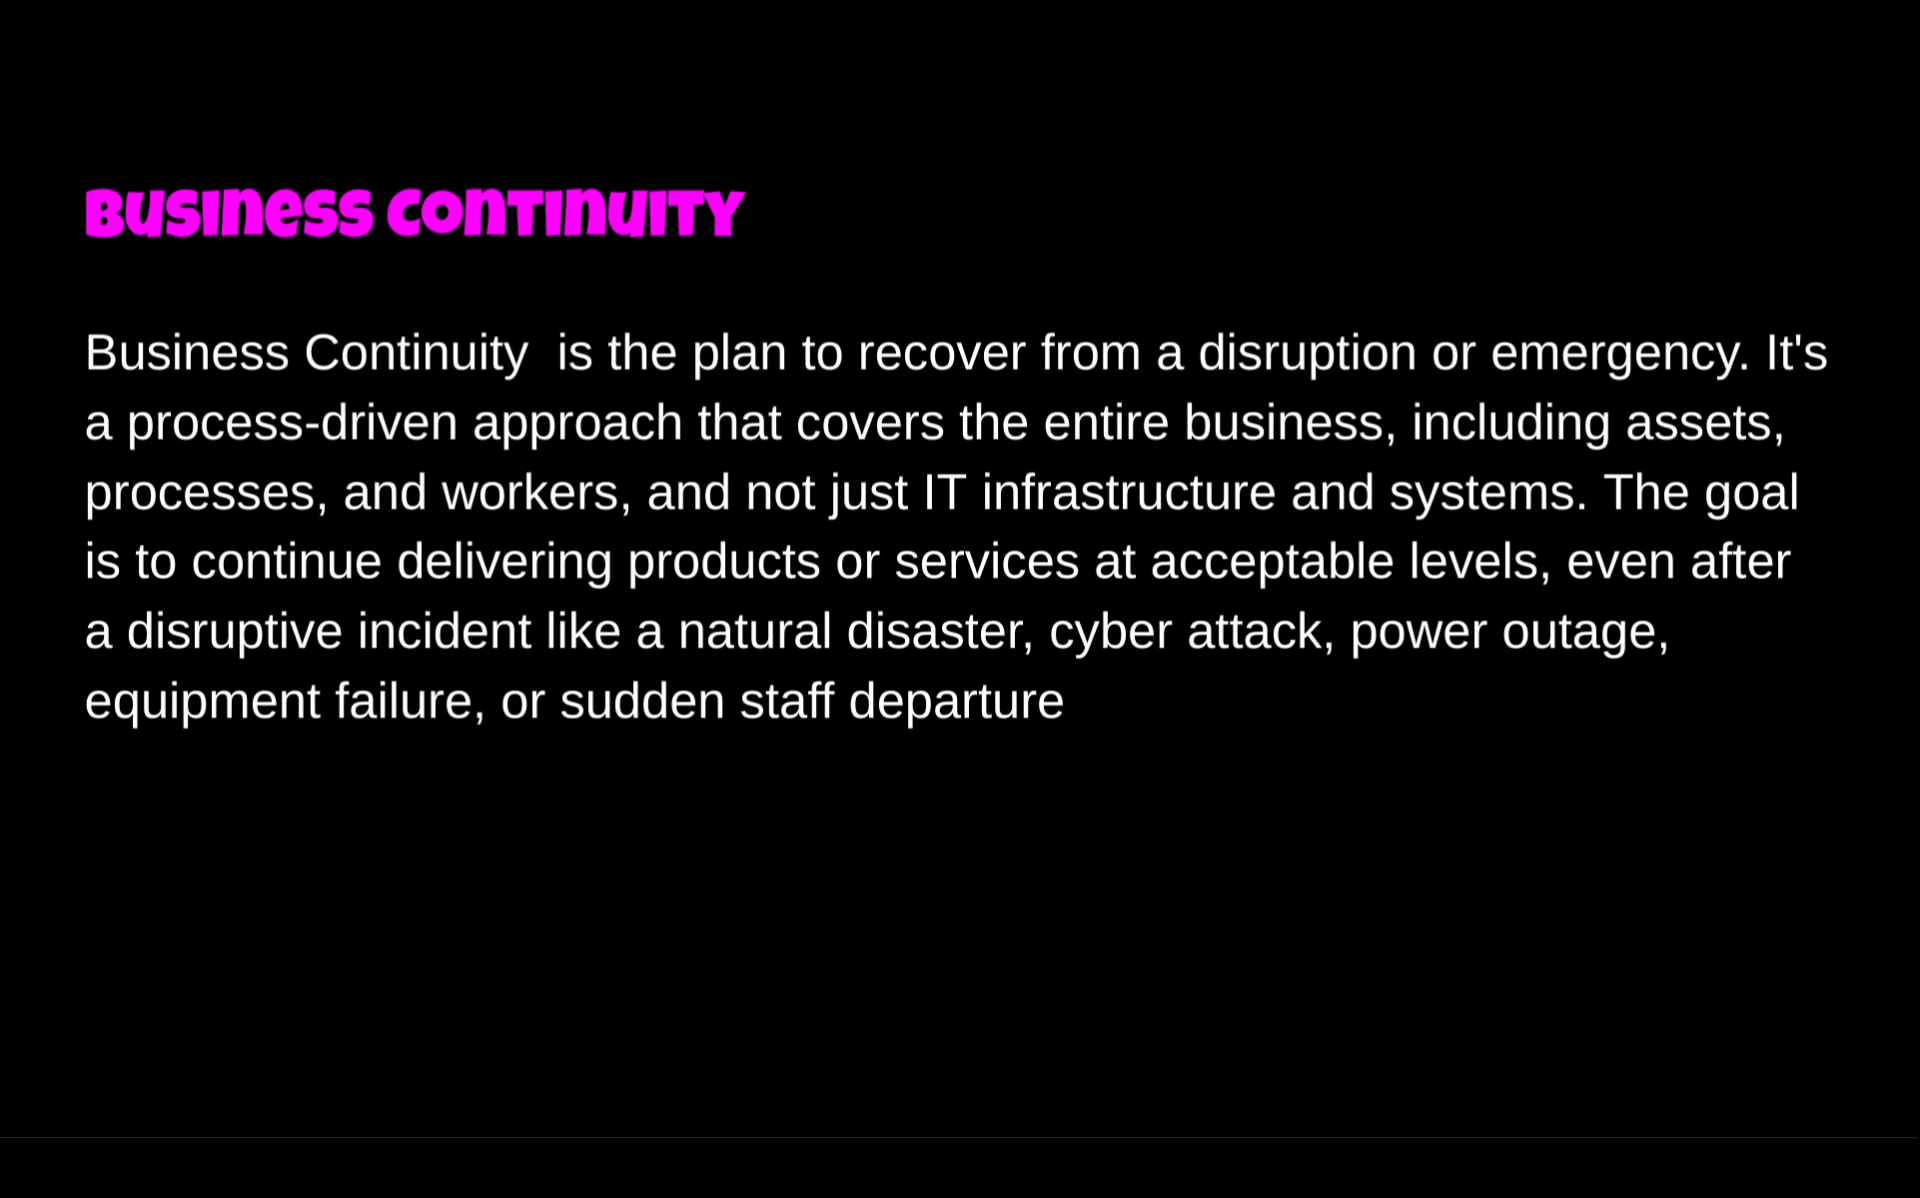 Business Continuity
Business Continuity  is the plan to recover from a disruption or emergency. It's
a process-driven approach that covers the entire business, including assets,
processes, and workers, and not just IT infrastructure and systems. The goal
is to continue delivering products or services at acceptable levels, even after
a disruptive incident like a natural disaster, cyber attack, power outage,
equipment failure, or sudden staff departure